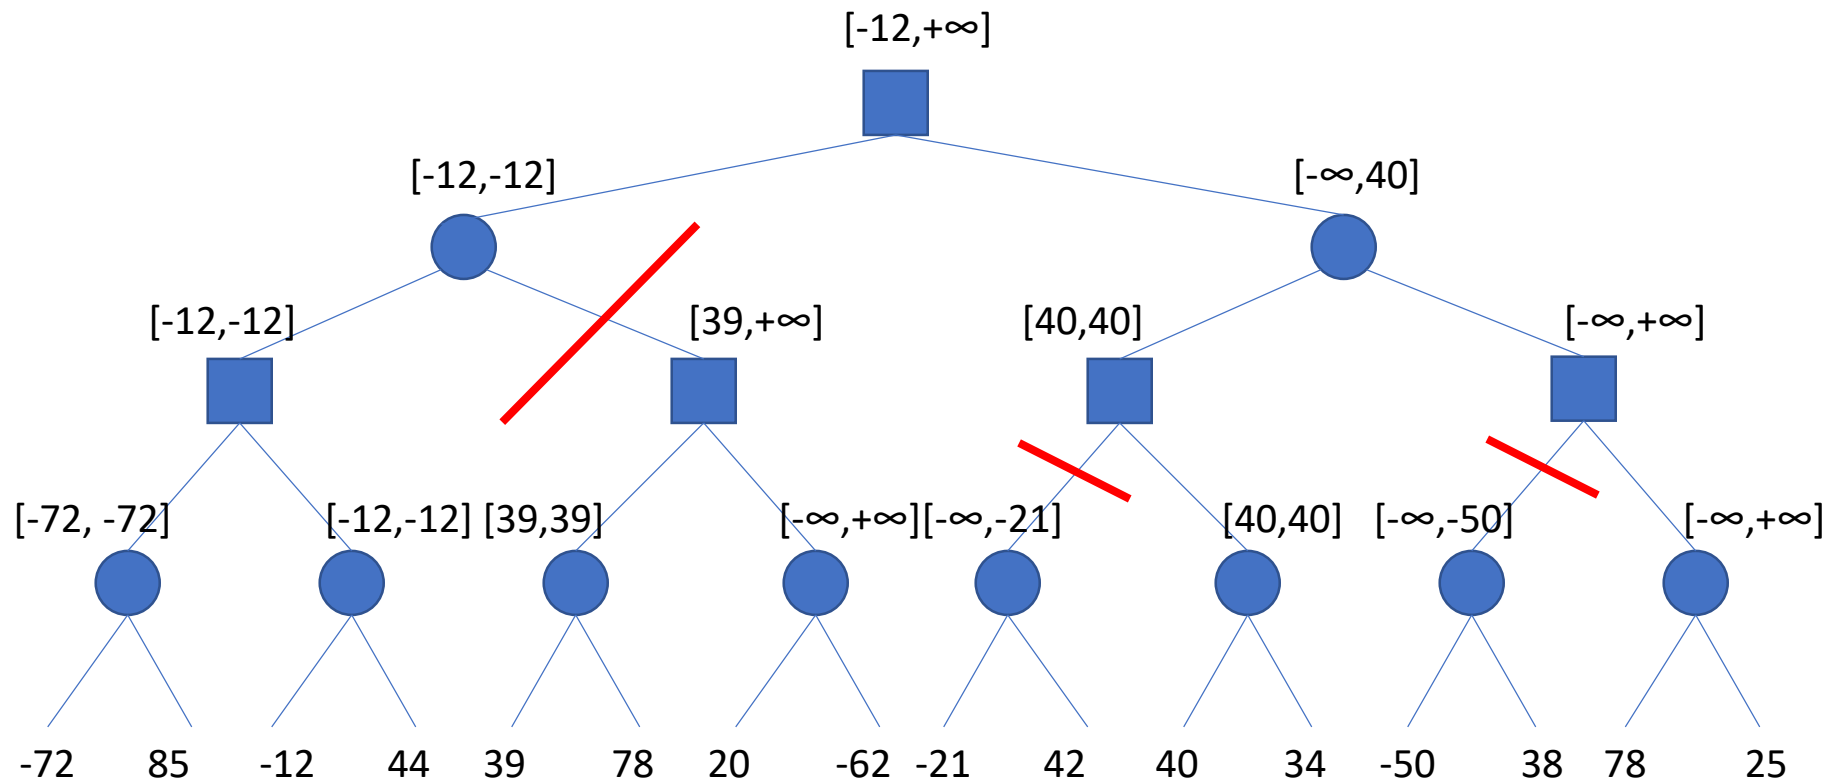 [-12,+∞]
[-12,-12] [-∞,40]
[-12,-12] [39,+∞] [40,40] [-∞,+∞]
[-72, -72] [-12,-12] [39,39] [-∞,+∞] [-∞,-21] [40,40] [-∞,-50] [-∞,+∞]
-72 85 -12 44 39 78 20 -62 -21 42 40 34 -50 38 78 25